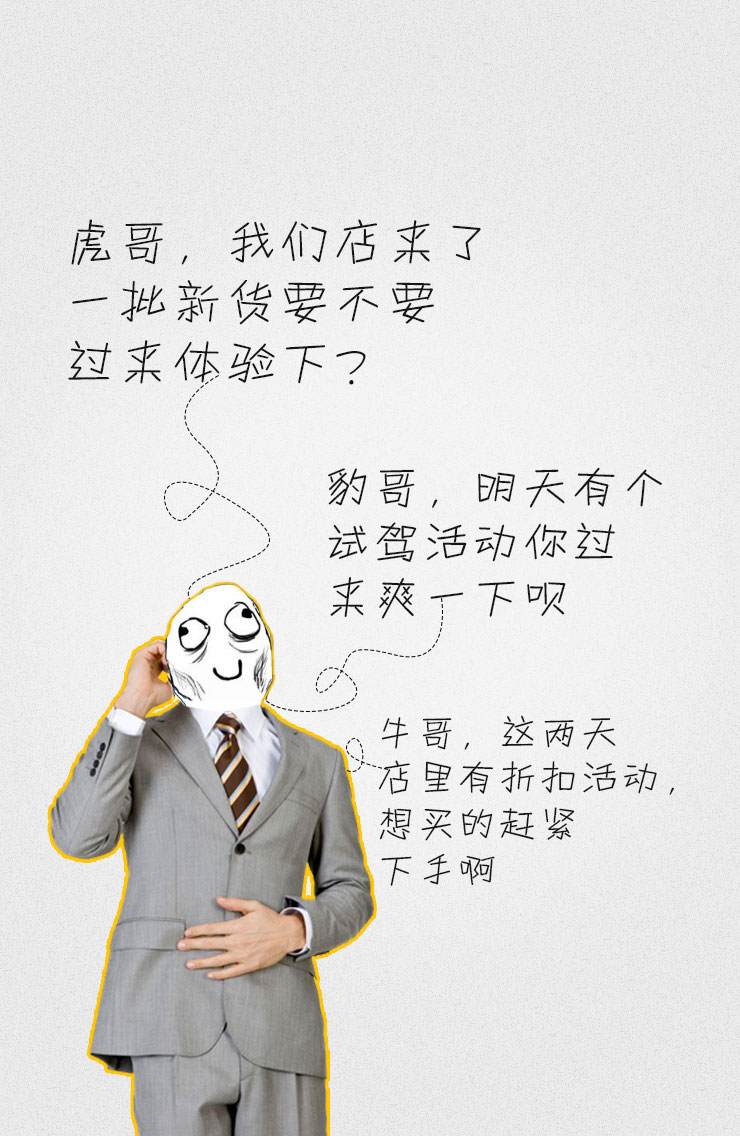 虎哥，我们店来了
一批新货要不要
过来体验下？
豹哥，明天有个
试驾活动你过
来爽一下呗
牛哥，这两天
店里有折扣活动，
想买的赶紧
下手啊